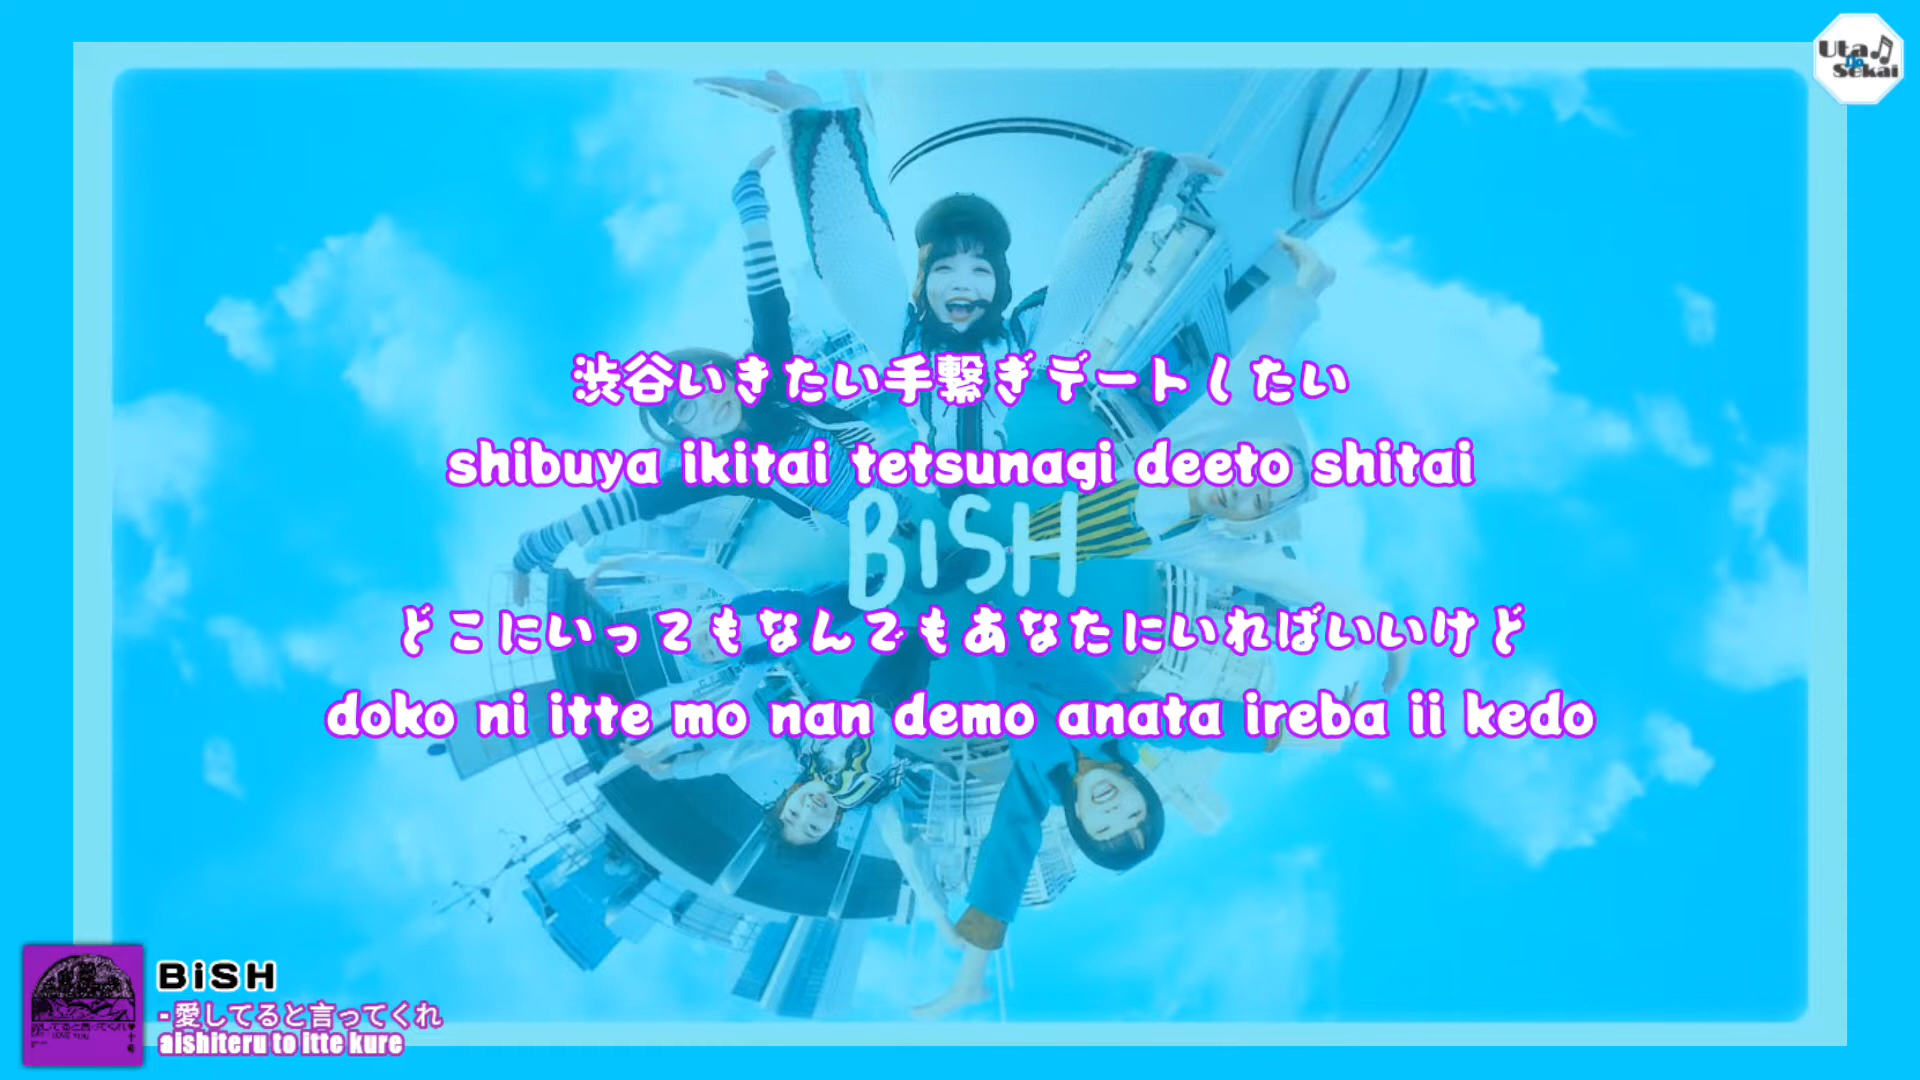 Uta
No
Sekai
渋谷いきたい手繋ぎデートしたい
shibuya ikitai tetsunagi deeto shitai
BiSH
どこにいってもなんでもあなたにいればいいけど
doko ni itte mo nan demo anata ireba ii kedo
BiSH
- 愛してると言ってくれ
aishiteru to itte kure